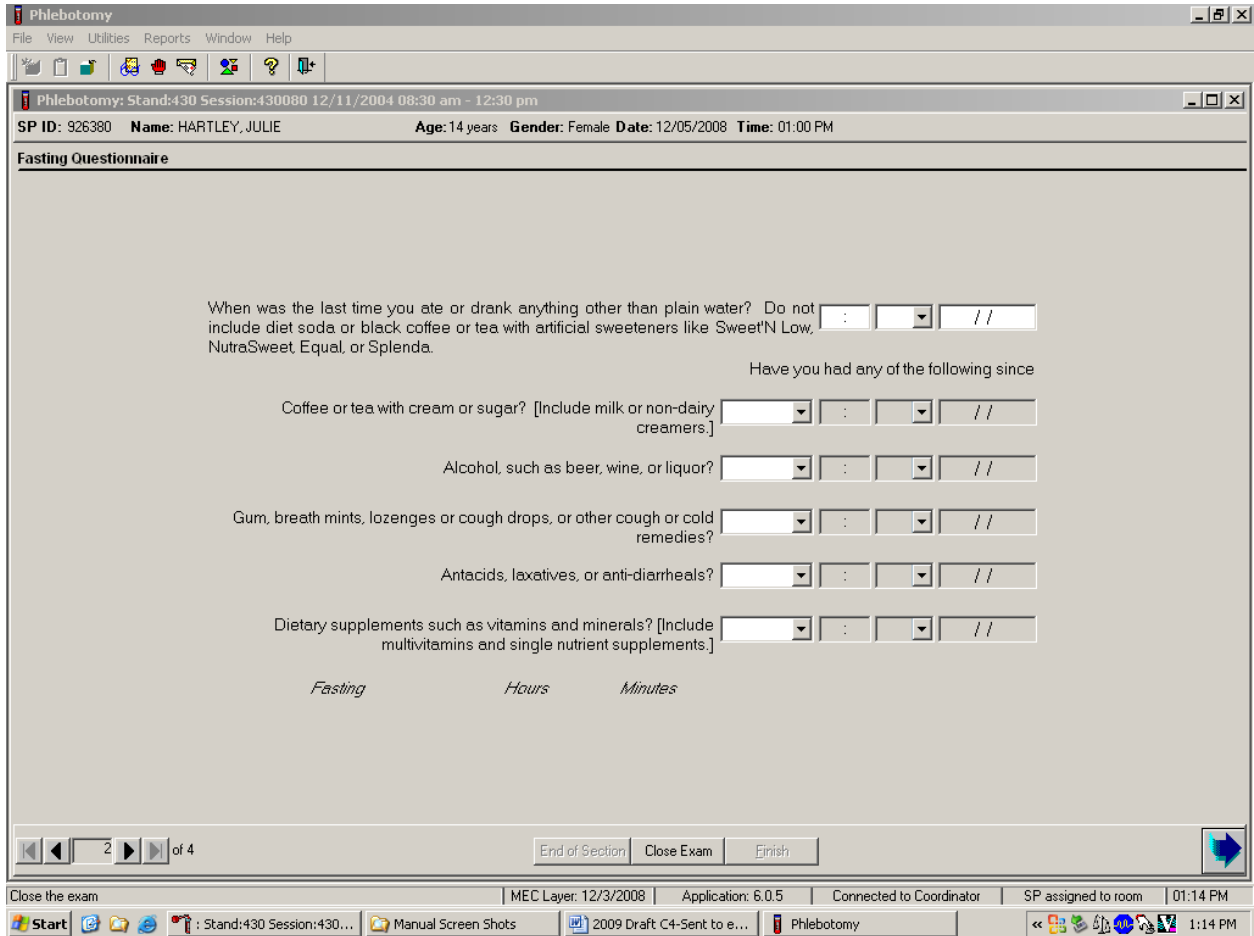 Phlebotomy
File View Utilities Reports Window Help
Phlebotomy: Stand:430 Session:430080 12/11/2004 08:30 am - 12:30 pm
SP ID: 926380 Name: HARTLEY, JULIE Age: 14 years Gender: Female Date: 12/05/2008 Time: 01:00 PM
Fasting Questionnaire
When was the last time you ate or drank anything other than plain water? Do not
include diet soda or black coffee or tea with artificial sweeteners like Sweet'N Low,
NutraSweet, Equal, or Splenda.
: / /
Have you had any of the following since
Coffee or tea with cream or sugar? [Include milk or non-dairy
creamers.]
: / /
Alcohol, such as beer, wine, or liquor?
: / /
Gum, breath mints, lozenges or cough drops, or other cough or cold
remedies?
: / /
Antacids, laxatives, or anti-diarrheals?
: / /
Dietary supplements such as vitamins and minerals? [Include
multivitamins and single nutrient supplements.]
: / /
Fasting Hours Minutes
2 of 4 End of Section Close Exam Finish
Close the exam MEC Layer: 12/3/2008 Application: 6.0.5 Connected to Coordinator SP assigned to room 01:14 PM
Start : Stand:430 Session:430... Manual Screen Shots 2009 Draft C4-Sent to e... Phlebotomy « 1:14 PM